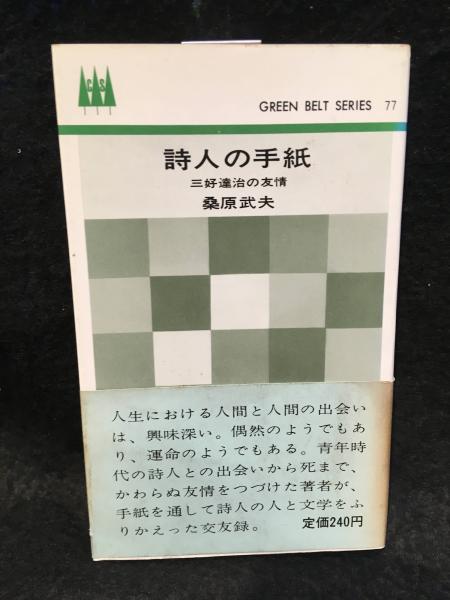 GS
GREEN BELT SERIES 77
詩人の手紙
三好達治の友情
桑原武夫
人生における人間と人間の出会い
は、興味深い。偶然のようでもあ
り、運命のようでもある。青年時
代の詩人との出会いから死まで、
かわらぬ友情をつづけた著者が、
手紙を通して詩人の人と文学をふ
りかえった交友録。
定価240円